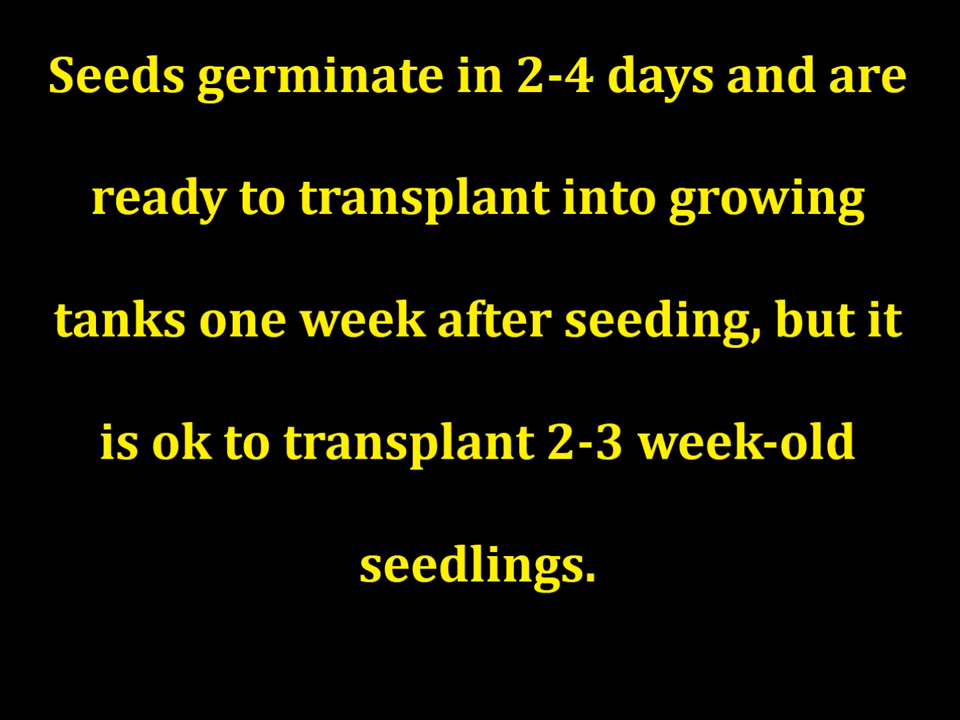 Seeds germinate in 2-4 days and are
ready to transplant into growing
tanks one week after seeding, but it
is ok to transplant 2-3 week-old
seedlings.